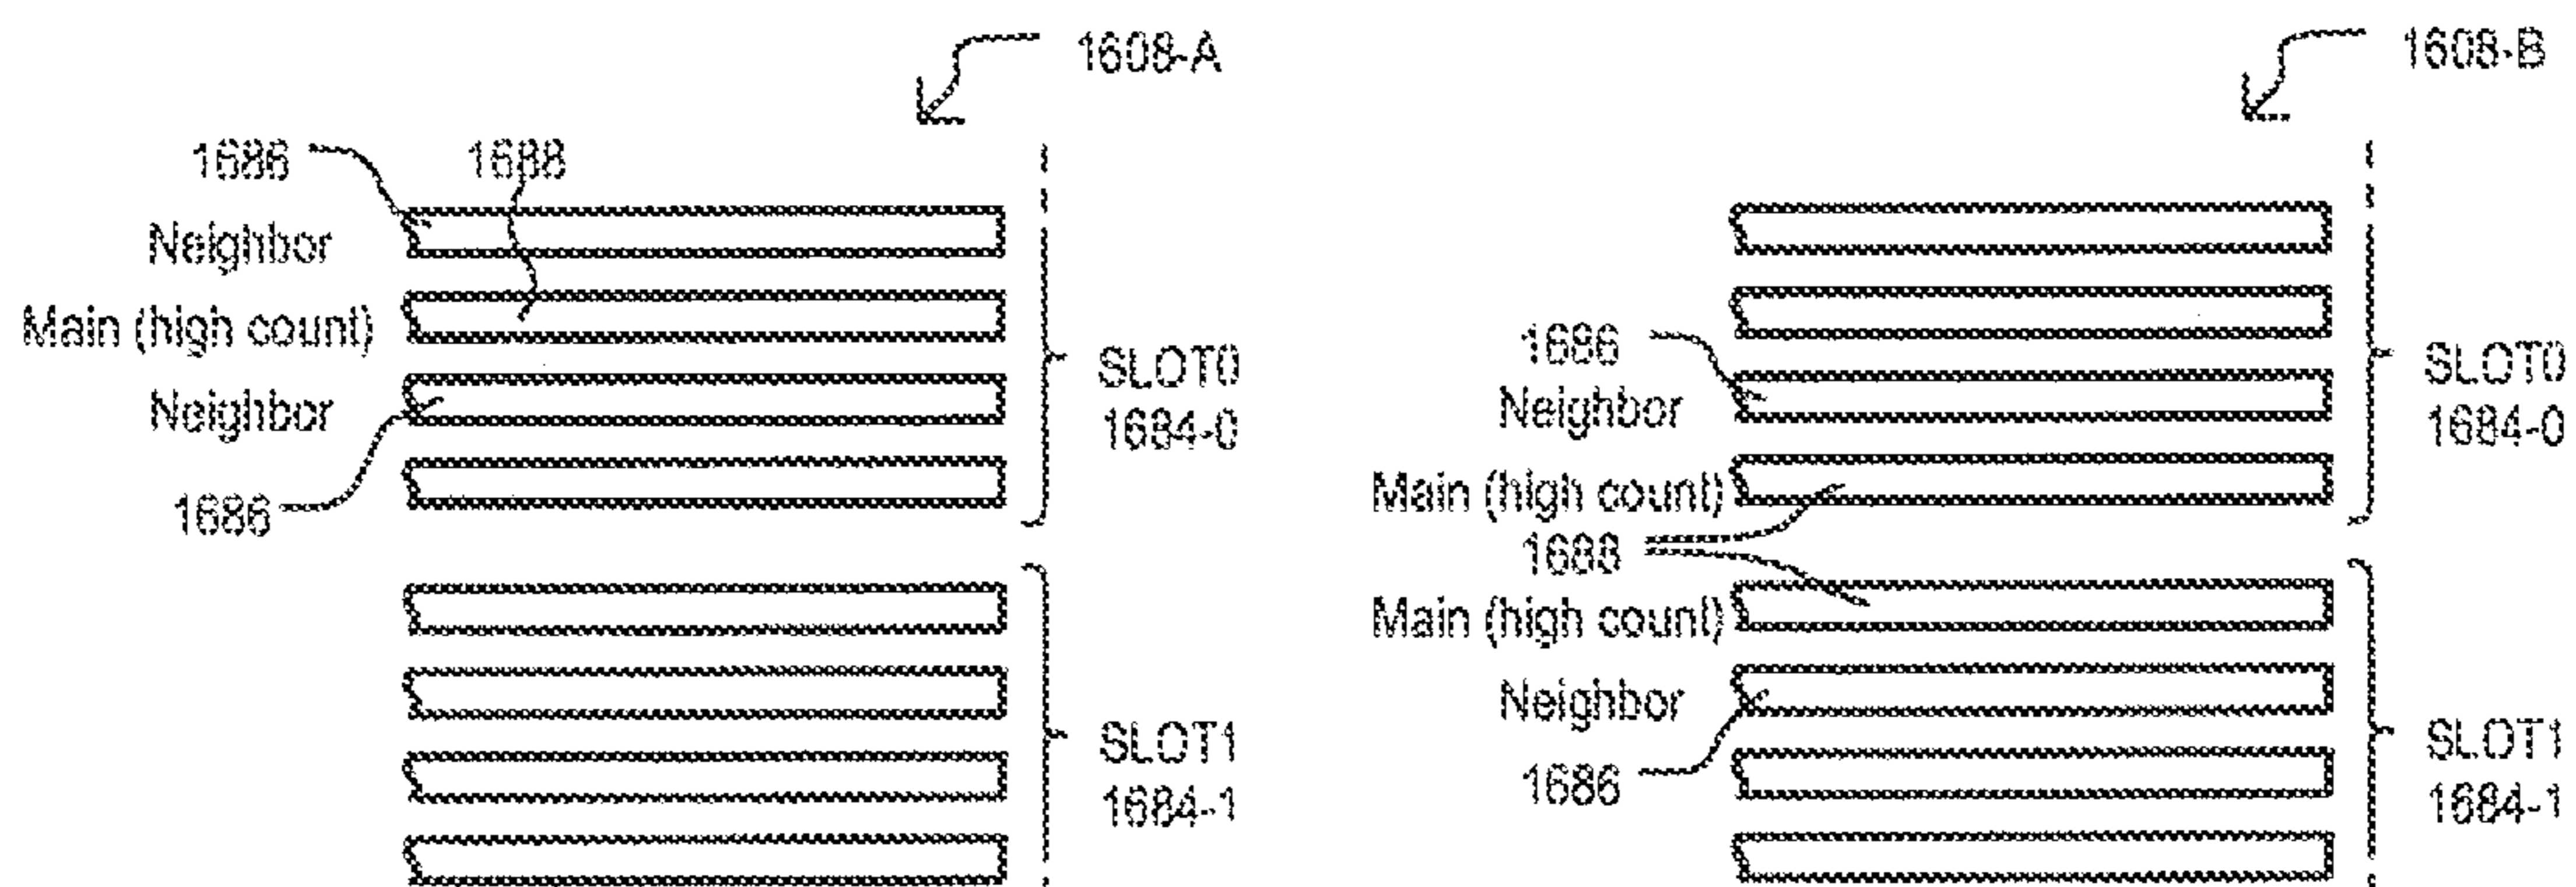 1608-A
1686
1688
Neighbor
Main (high count)
Neighbor
1686
SLOT0
1684-0
SLOT1
1684-1
1608-B
1686
Neighbor
Main (high count)
1688
Main (high count)
Neighbor
1686
SLOT0
1684-0
SLOT1
1684-1